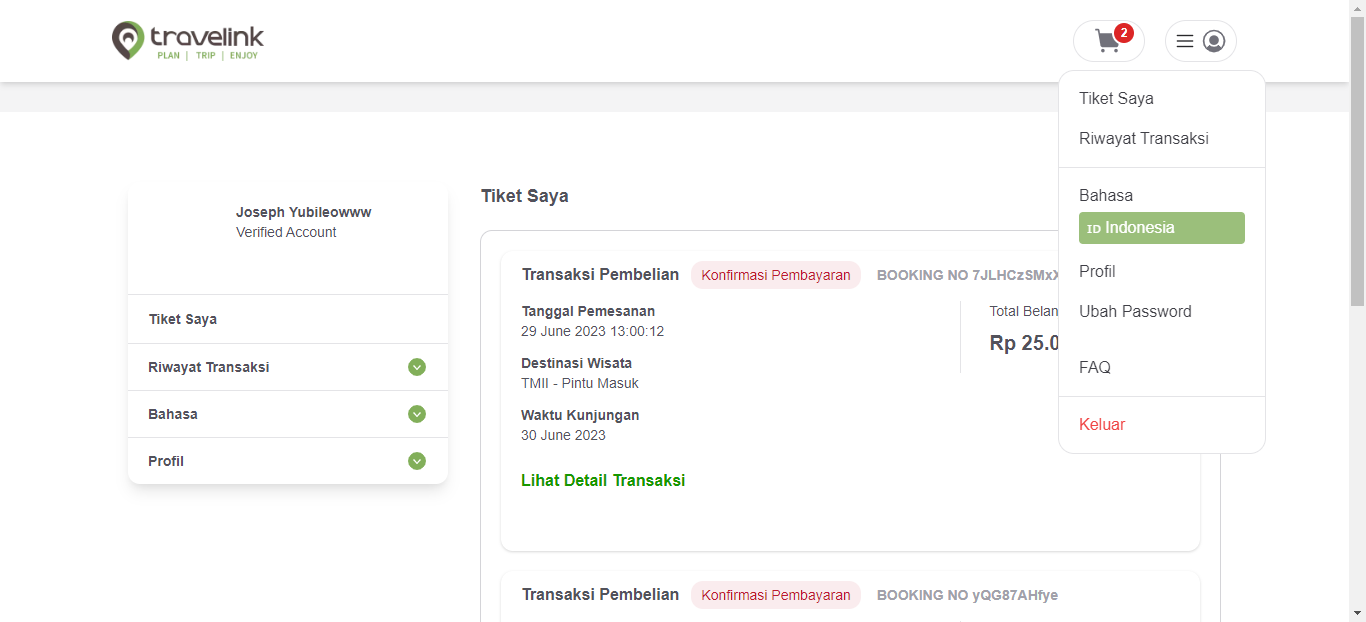 travelink
PLAN | TRIP | ENJOY
2
Tiket Saya
Riwayat Transaksi
Bahasa
ID Indonesia
Profil
Ubah Password
FAQ
Keluar
Joseph Yubileowww
Verified Account
Tiket Saya
Riwayat Transaksi
Bahasa
Profil
Tiket Saya
Transaksi Pembelian Konfirmasi Pembayaran BOOKING NO 7JLHCzSMxX
Tanggal Pemesanan
29 June 2023 13:00:12
Destinasi Wisata
TMII - Pintu Masuk
Waktu Kunjungan
30 June 2023
Total Belan
Rp 25.0
Lihat Detail Transaksi
Transaksi Pembelian Konfirmasi Pembayaran BOOKING NO yQG87AHfye